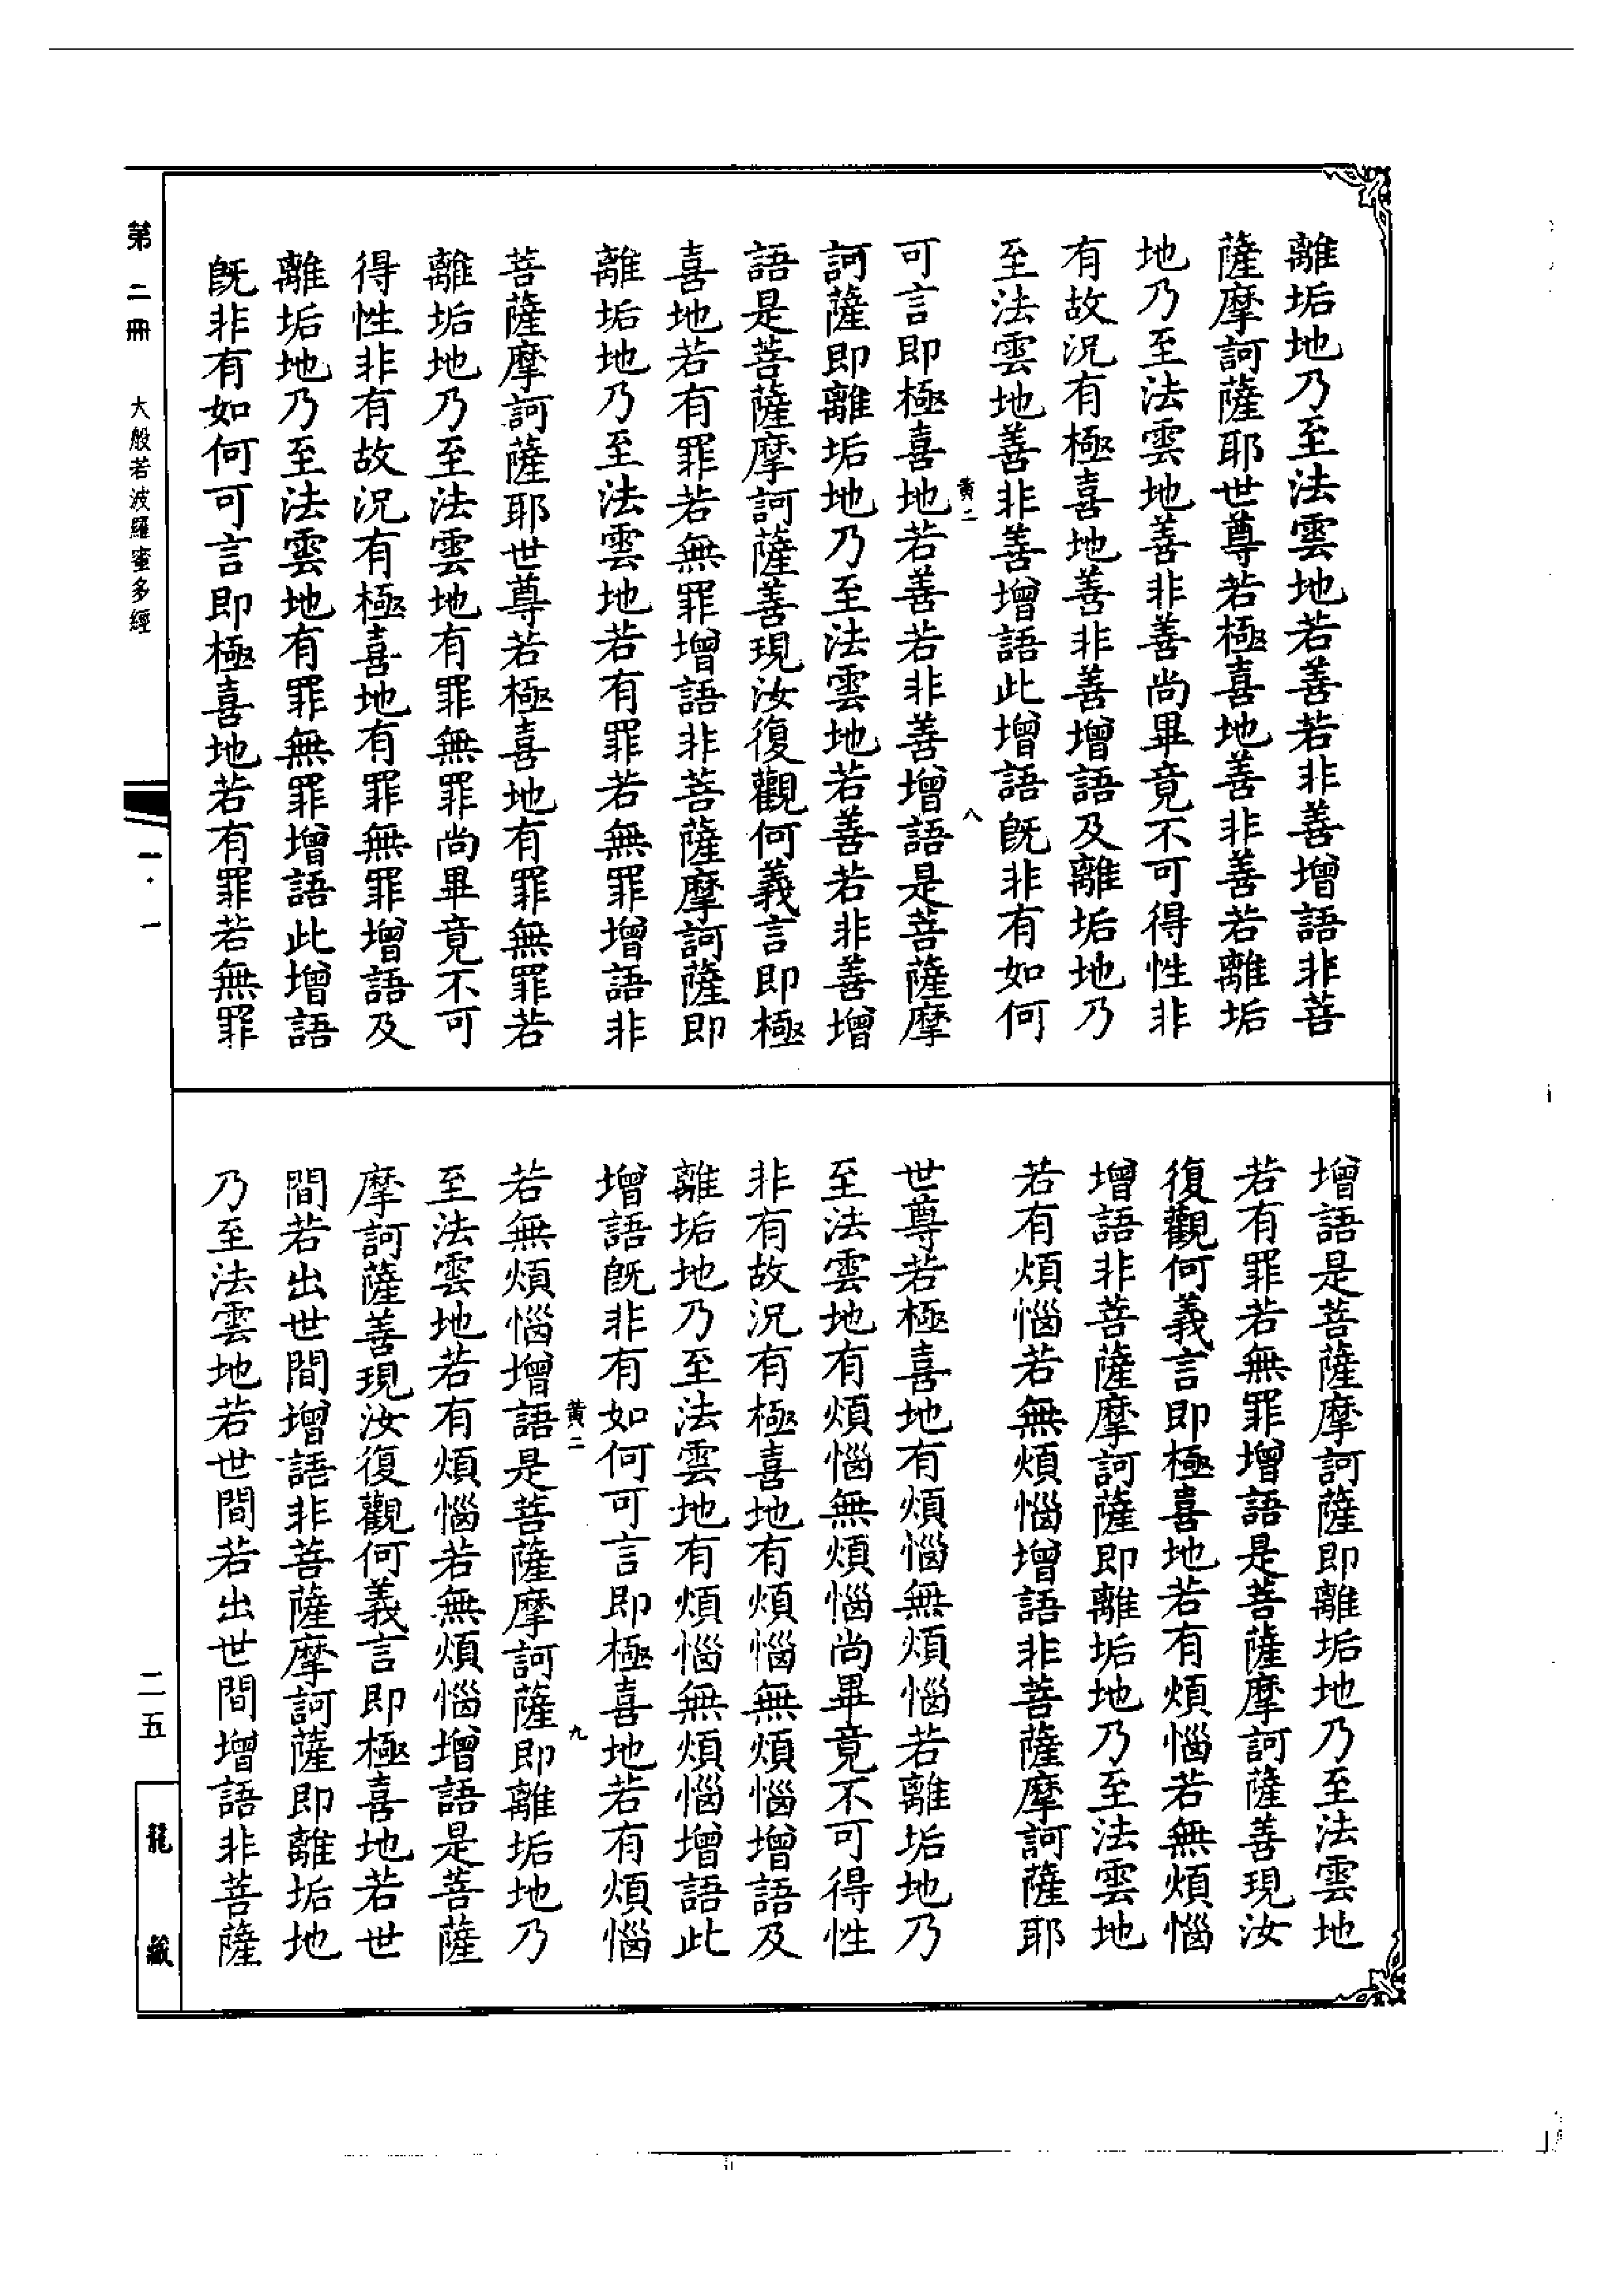 離垢地乃至法雲地若善若非善增語非菩
薩摩訶薩耶世尊若極喜地善非善若離垢
地乃至法雲地善非善尚畢竟不可得性非
有故況有極喜地善非善增語及離垢地乃
至法雲地善非善增語此增語旣非有如何
黃二 八
可言即極喜地若善若非善增語是菩薩摩
訶薩即離垢地乃至法雲地若善若非善增
語是菩薩摩訶薩善現汝復觀何義言即極
喜地若有罪若無罪增語非菩薩摩訶薩即
離垢地乃至法雲地若有罪若無罪增語非
菩薩摩訶薩耶世尊若極喜地有罪無罪若
離垢地乃至法雲地有罪無罪尚畢竟不可
得性非有故況有極喜地有罪無罪增語及
離垢地乃至法雲地有罪無罪增語此增語
旣非有如何可言即極喜地若有罪若無罪
增語是菩薩摩訶薩即離垢地乃至法雲地
若有罪若無罪增語是菩薩摩訶薩善現汝
復觀何義言即極喜地若有煩惱若無煩惱
增語非菩薩摩訶薩即離垢地乃至法雲地
若有煩惱若無煩惱增語非菩薩摩訶薩耶
世尊若極喜地有煩惱無煩惱若離垢地乃
至法雲地有煩惱無煩惱尚畢竟不可得性
非有故況有極喜地有煩惱無煩惱增語及
離垢地乃至法雲地有煩惱無煩惱增語此
增語旣非有如何可言即極喜地若有煩惱
黃二 九
若無煩惱增語是菩薩摩訶薩即離垢地乃
至法雲地若有煩惱若無煩惱增語是菩薩
摩訶薩善現汝復觀何義言即極喜地若世
間若出世間增語非菩薩摩訶薩即離垢地
乃至法雲地若世間若出世間增語非菩薩
第二冊 大般若波羅蜜多經 一·一 二五 龍藏